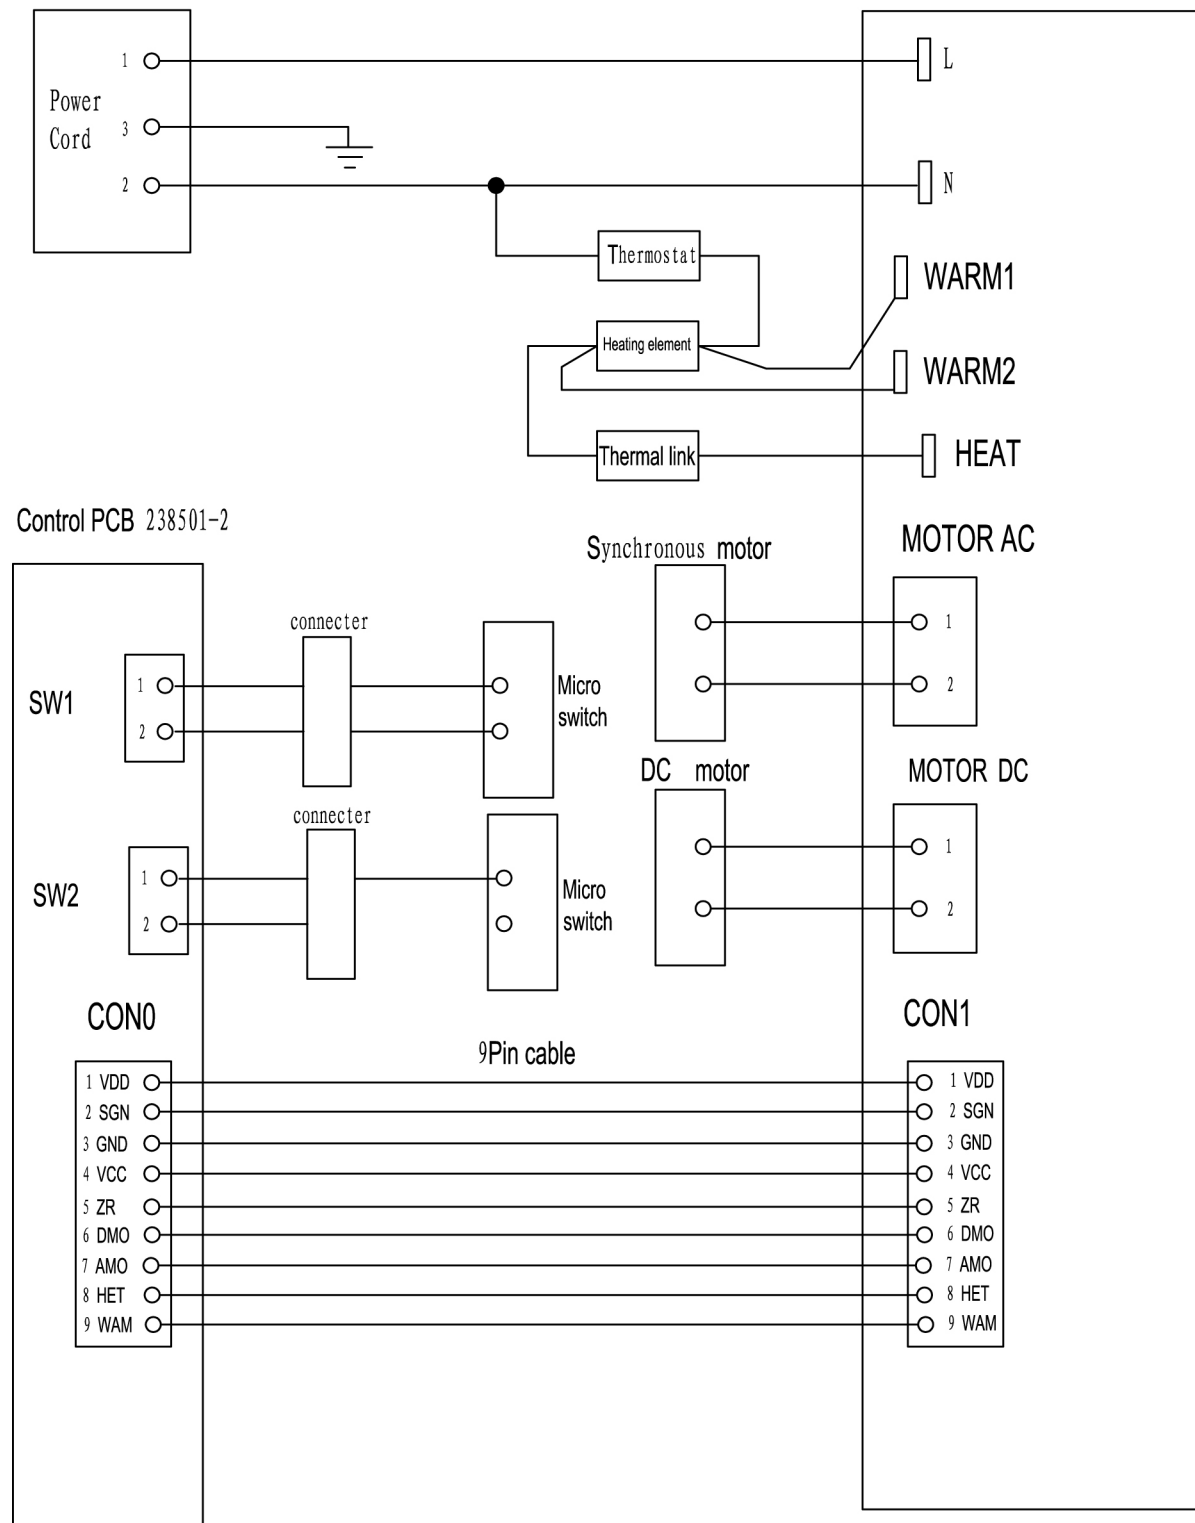 1
L
Power
Cord
3
2
N
Thermostat
WARM1
Heating element
WARM2
Thermal link
HEAT
Control PCB 238501-2
Synchronous motor
MOTOR AC
connecter
1
2
SW1
Micro
switch
1
2
DC motor
MOTOR DC
connecter
1
2
SW2
Micro
switch
1
2
CON0
CON1
9Pin cable
1 VDD
1 VDD
2 SGN
2 SGN
3 GND
3 GND
4 VCC
4 VCC
5 ZR
5 ZR
6 DMO
6 DMO
7 AMO
7 AMO
8 HET
8 HET
9 WAM
9 WAM